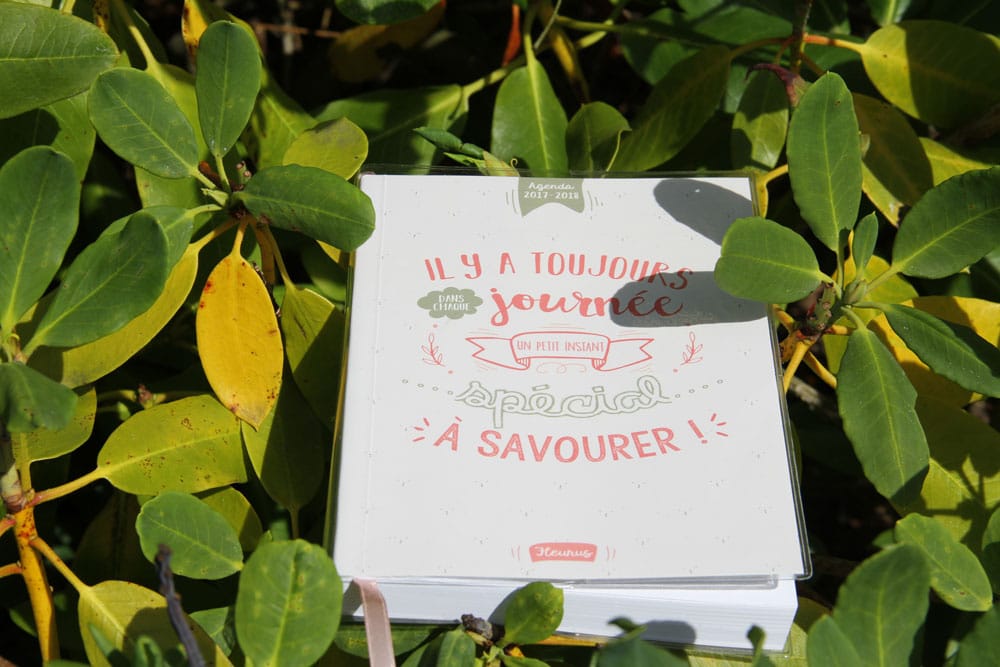 Agenda
2017-2018
IL Y A TOUJOURS
DANS
CHAQUE
journée
UN PETIT INSTANT
spécial
À SAVOURER !
Fleurus